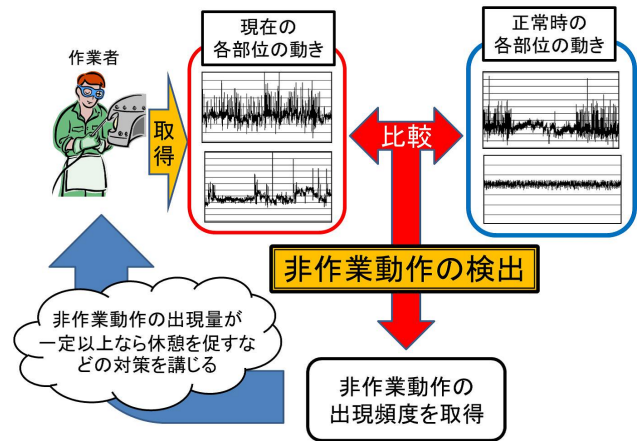 作業者
取得
現在の
各部位の動き
比較
正常時の
各部位の動き
非作業動作の検出
非作業動作の出現量が
一定以上なら休憩を促すな
どの対策を講じる
非作業動作の
出現頻度を取得